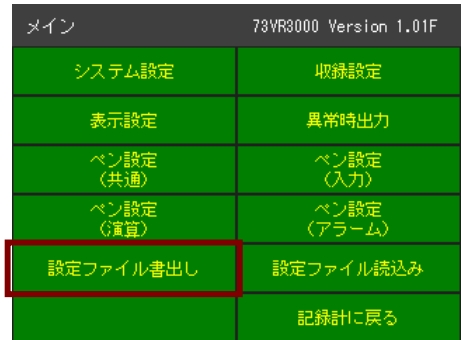 メイン 73VR3000 Version 1.01F
システム設定 収録設定
表示設定 異常時出力
ペン設定
(共通)
ペン設定
(入力)
ペン設定
(演算)
ペン設定
(アラーム)
設定ファイル書出し 設定ファイル読込み
記録計に戻る